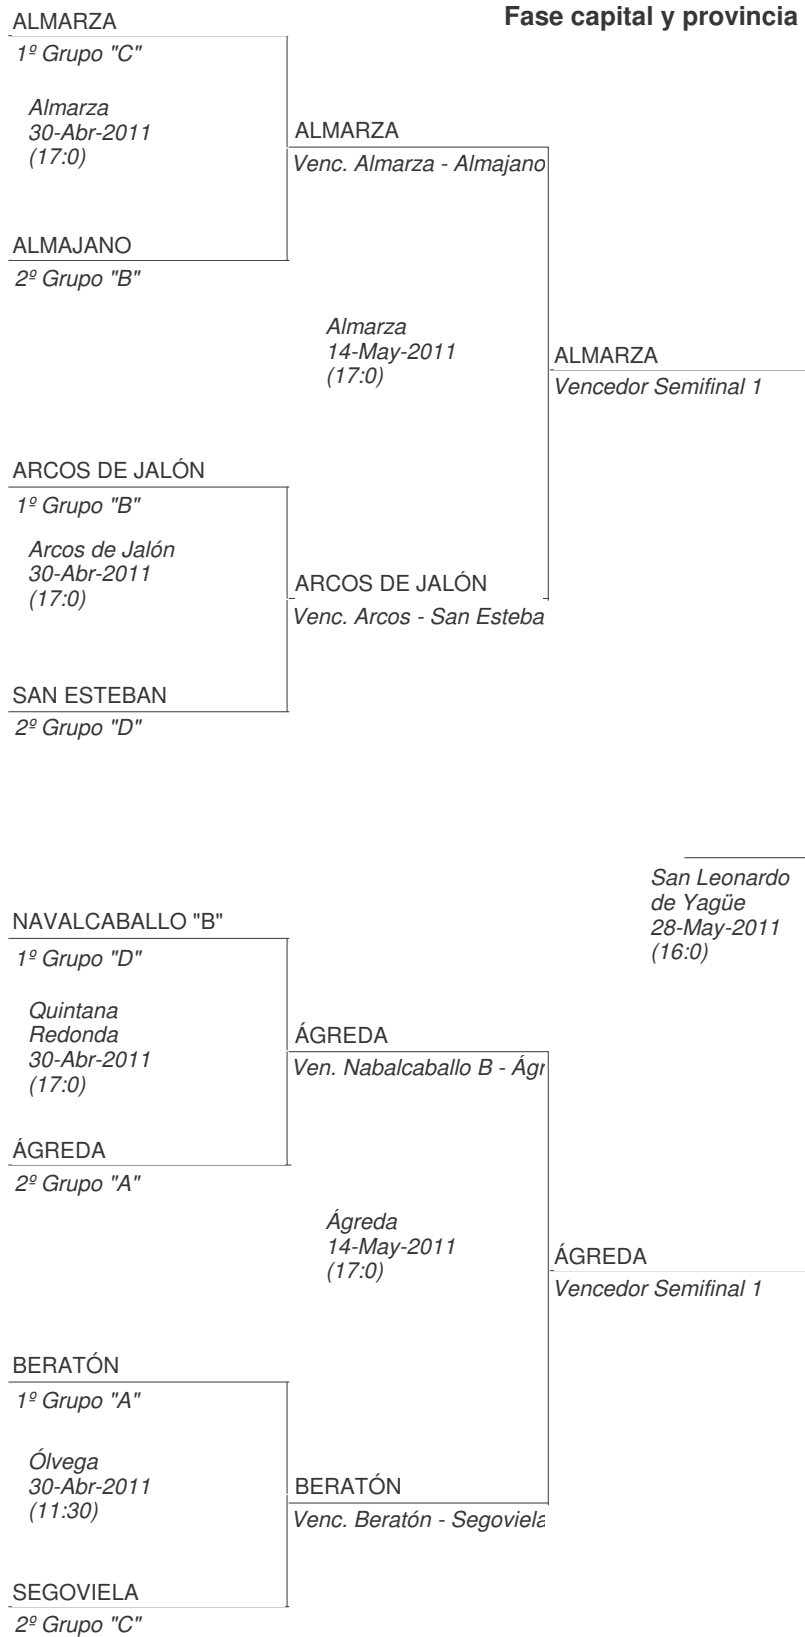 Fase capital y provincia
ALMARZA
1º Grupo "C"
Almarza
30-Abr-2011
(17:0)
ALMARZA
Venc. Almarza - Almajano
ALMAJANO
2º Grupo "B"
Almarza
14-May-2011
(17:0)
ALMARZA
Vencedor Semifinal 1
ARCOS DE JALÓN
1º Grupo "B"
Arcos de Jalón
30-Abr-2011
(17:0)
ARCOS DE JALÓN
Venc. Arcos - San Esteba
SAN ESTEBAN
2º Grupo "D"
San Leonardo
de Yagüe
28-May-2011
(16:0)
NAVALCABALLO "B"
1º Grupo "D"
Quintana
Redonda
30-Abr-2011
(17:0)
ÁGREDA
Ven. Nabalcaballo B - Ágr
ÁGREDA
2º Grupo "A"
Ágreda
14-May-2011
(17:0)
ÁGREDA
Vencedor Semifinal 1
BERATÓN
1º Grupo "A"
Ólvega
30-Abr-2011
(11:30)
BERATÓN
Venc. Beratón - Segoviela
SEGOVIELA
2º Grupo "C"